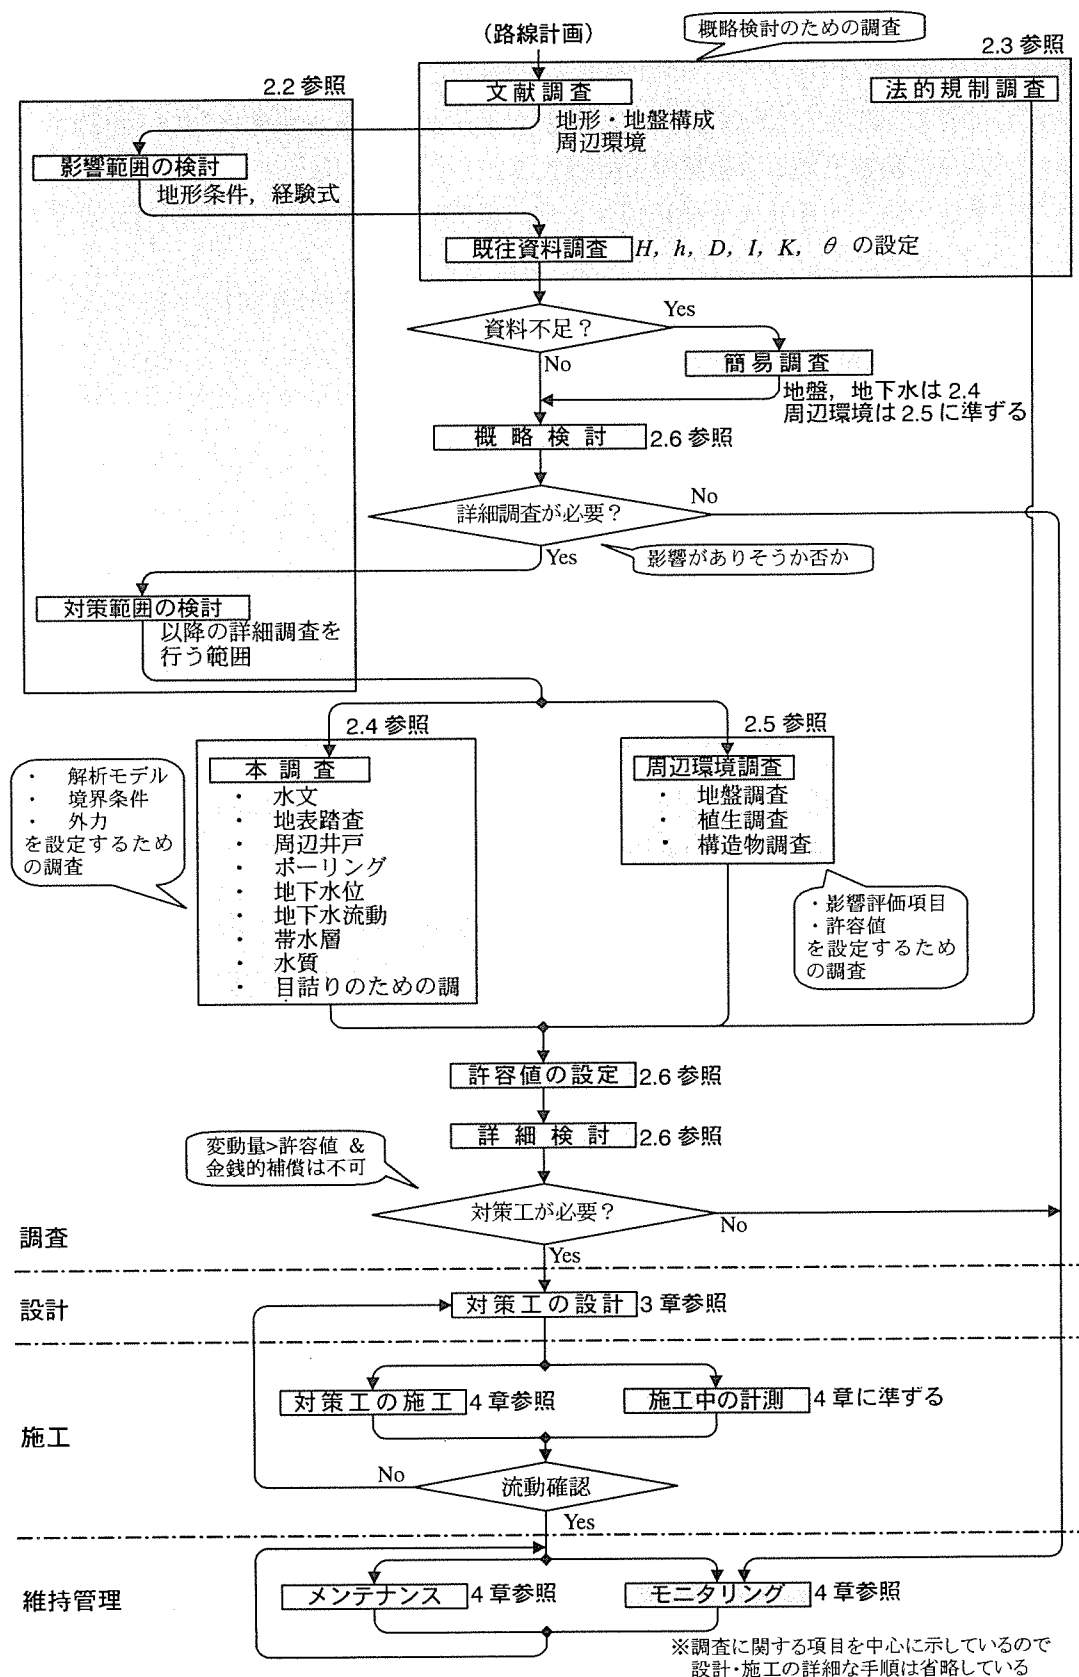 (路線計画)
概略検討のための調査
2.3 参照
2.2 参照
文献調査
法的規制調査
地形・地盤構成
周辺環境
影響範囲の検討
地形条件，経験式
既往資料調査
H, h, D, I, K, θ の設定
資料不足？
Yes
No
簡易調査
地盤，地下水は 2.4
周辺環境は 2.5 に準ずる
概略検討
2.6 参照
詳細調査が必要？
No
Yes
影響がありそうか否か
対策範囲の検討
以降の詳細調査を
行う範囲
2.4 参照
2.5 参照
本調査
・ 水文
・ 地表踏査
・ 周辺井戸
・ ボーリング
・ 地下水位
・ 地下水流動
・ 帯水層
・ 水質
・ 目詰りのための調
・ 解析モデル
・ 境界条件
・ 外力
を設定するため
の調査
周辺環境調査
・ 地盤調査
・ 植生調査
・ 構造物調査
・影響評価項目
・許容値
を設定するため
の調査
許容値の設定
2.6 参照
詳細検討
2.6 参照
変動量>許容値 &
金銭的補償は不可
対策工が必要？
No
Yes
調査
設計
対策工の設計
3 章参照
施工
対策工の施工
4 章参照
施工中の計測
4 章に準ずる
流動確認
No
Yes
維持管理
メンテナンス
4 章参照
モニタリング
4 章参照
※調査に関する項目を中心に示しているので
設計・施工の詳細な手順は省略している